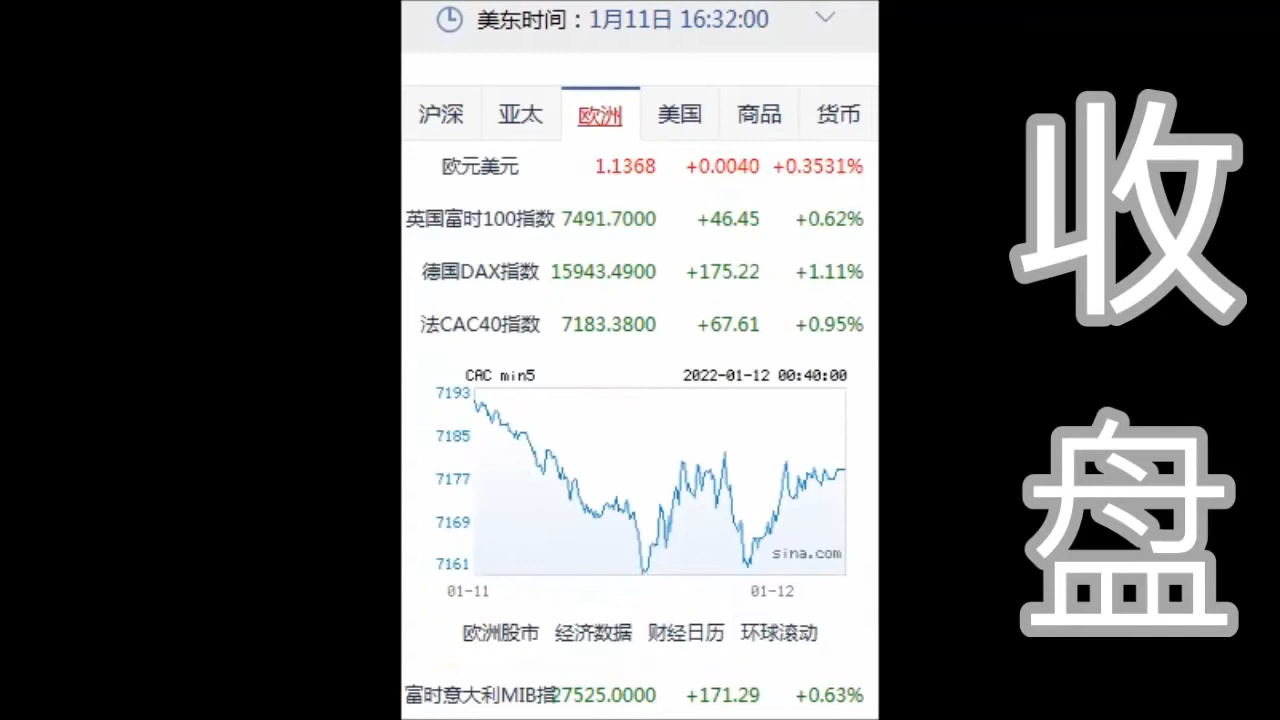 美东时间：1月11日 16:32:00
沪深 亚太 欧洲 美国 商品 货币
欧元美元 1.1368 +0.0040 +0.3531%
英国富时100指数 7491.7000 +46.45 +0.62%
德国DAX指数 15943.4900 +175.22 +1.11%
法CAC40指数 7183.3800 +67.61 +0.95%
CAC min5 2022-01-12 00:40:00
7193
7185
7177
7169
7161
sina.com
01-11 01-12
欧洲股市 经济数据 财经日历 环球滚动
富时意大利MIB指 27525.0000 +171.29 +0.63%
收
盘